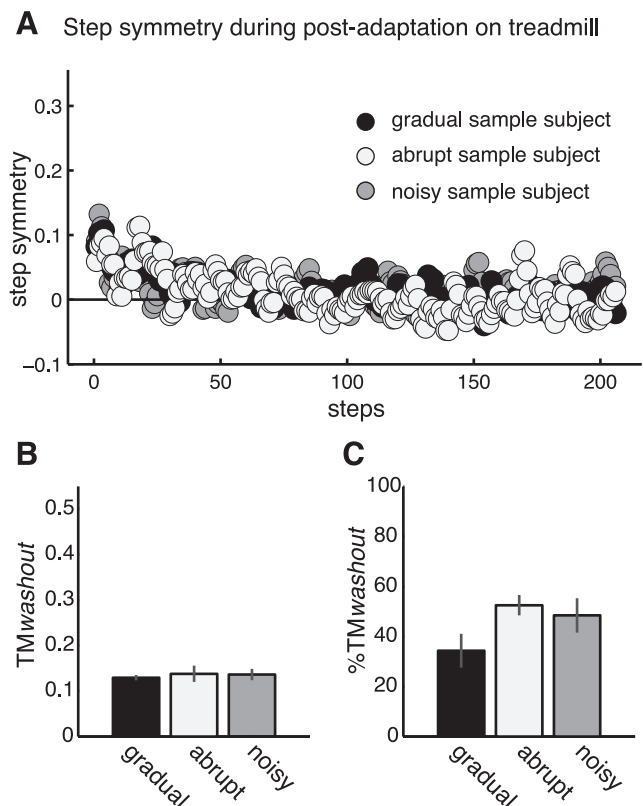 A Step symmetry during post-adaptation on treadmill
0.3
0.2
0.1
0
−0.1
step symmetry
gradual sample subject
abrupt sample subject
noisy sample subject
0 50 100 150 200
steps
B
0.5
0.4
0.3
0.2
0.1
0
TMwashout
gradual abrupt noisy
C
100
80
60
40
20
0
%TMwashout
gradual abrupt noisy